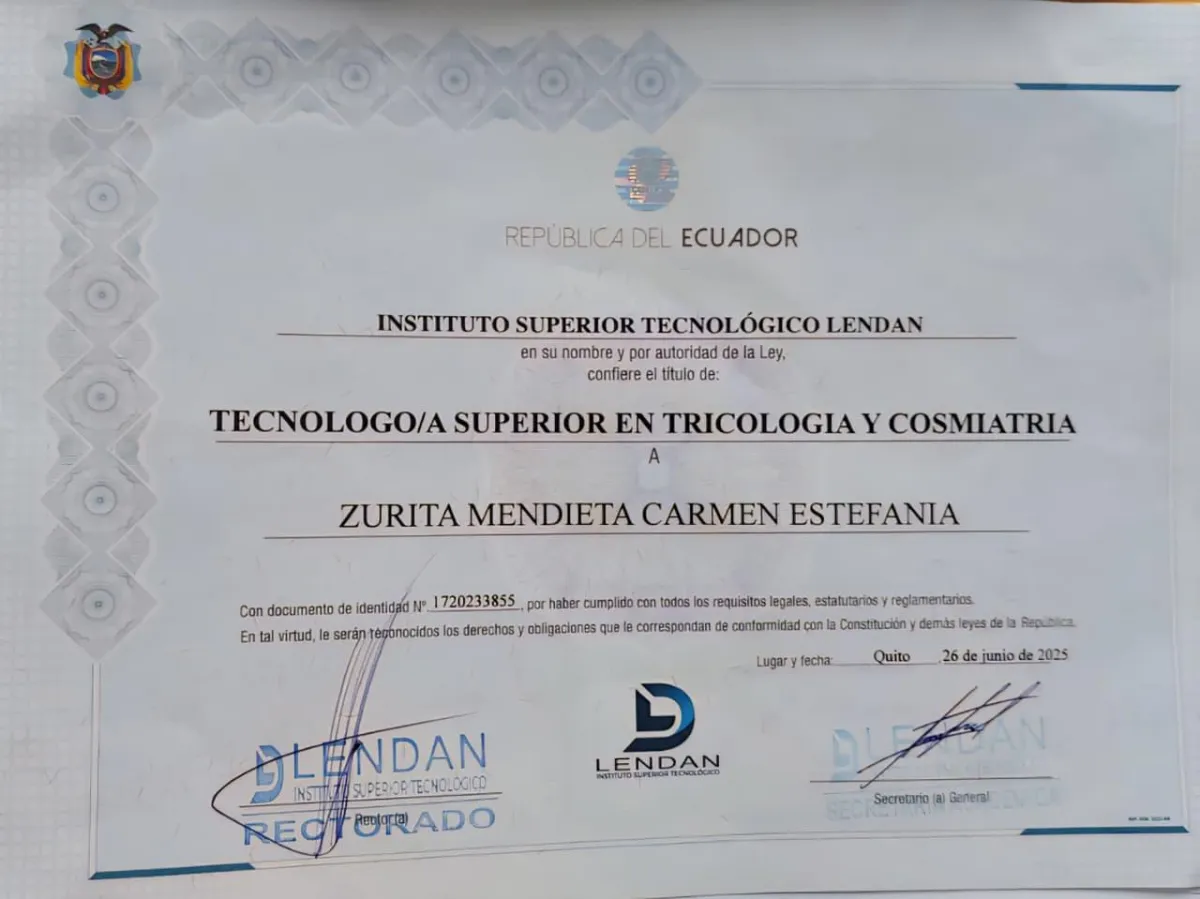 REPÚBLICA DEL ECUADOR
INSTITUTO SUPERIOR TECNOLÓGICO LENDAN
en su nombre y por autoridad de la Ley,
confiere el título de:
TECNOLOGO/A SUPERIOR EN TRICOLOGIA Y COSMIATRIA
A
ZURITA MENDIETA CARMEN ESTEFANIA
Con documento de identidad Nº 1720233855, por haber cumplido con todos los requisitos legales, estatutarios y reglamentarios.
En tal virtud, le serán reconocidos los derechos y obligaciones que le correspondan de conformidad con la Constitución y demás leyes de la República.
Lugar y fecha: Quito 26 de junio de 2025
LENDAN
INSTITUTO SUPERIOR TECNOLÓGICO
Rector(a)
RECTORADO
LENDAN
INSTITUTO SUPERIOR TECNOLÓGICO
LENDAN
Secretario (a) General